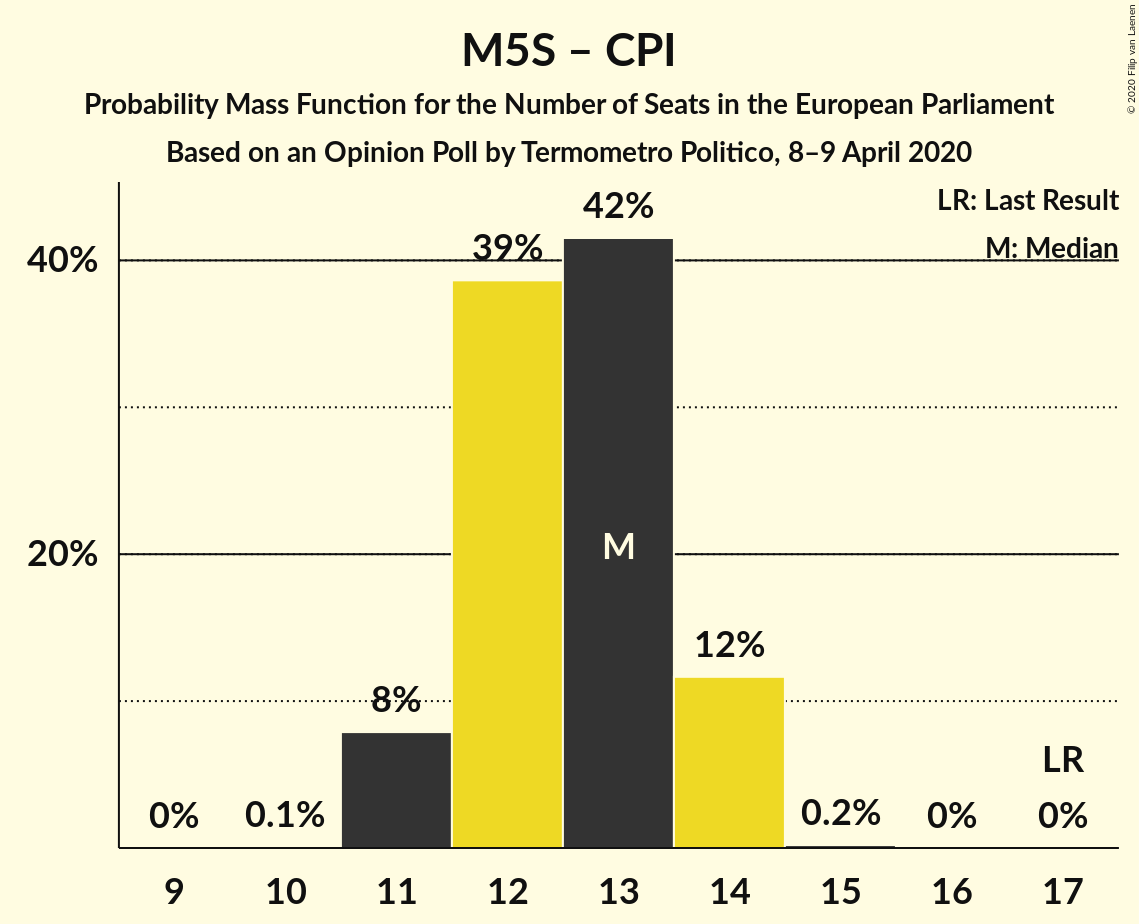 M5S – CPI
Probability Mass Function for the Number of Seats in the European Parliament
Based on an Opinion Poll by Termometro Politico, 8–9 April 2020
© 2020 Filip van Laenen
LR: Last Result
M: Median
40%
20%
0%
0.1%
8%
39%
42%
M
12%
0.2%
0%
LR
0%
9 10 11 12 13 14 15 16 17